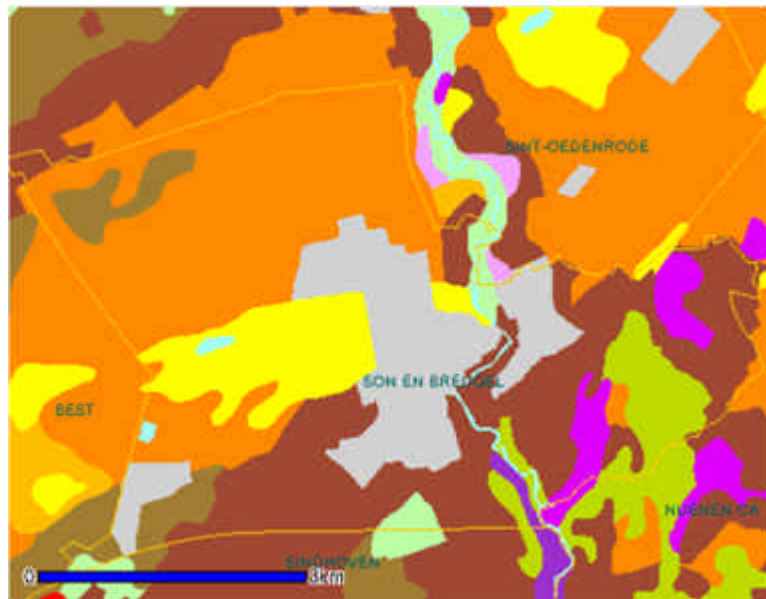 SINT-OEDENRODE
SON EN BREUGEL
BEST
NUENEN CA
EINDHOVEN
0 3km